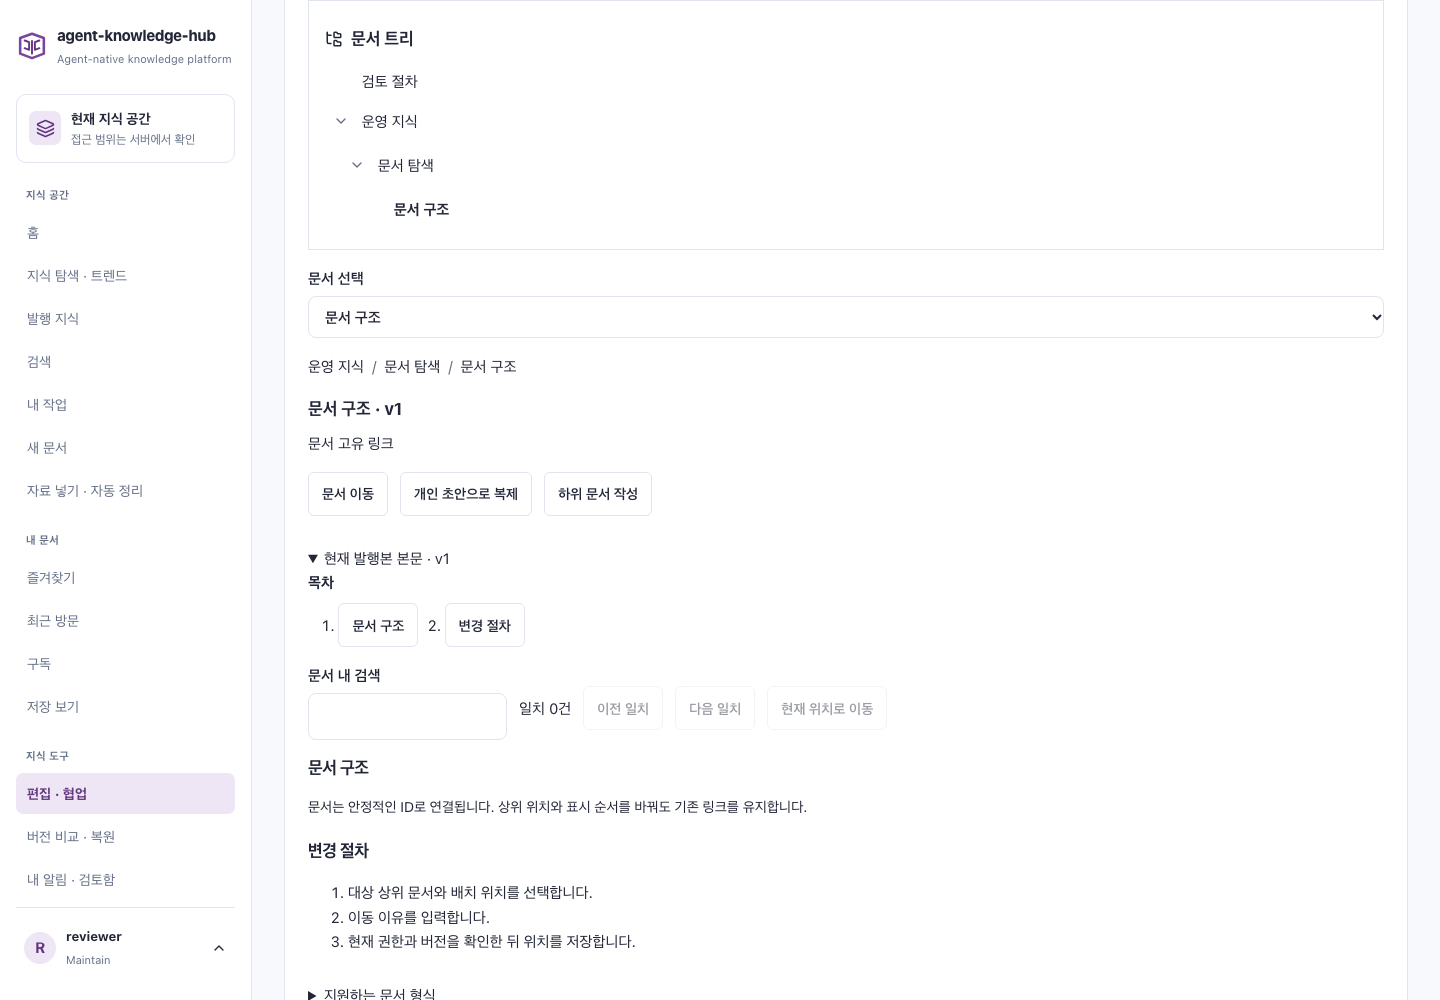 agent-knowledge-hub
Agent-native knowledge platform
현재 지식 공간
접근 범위는 서버에서 확인
지식 공간
홈
지식 탐색 · 트렌드
발행 지식
검색
내 작업
새 문서
자료 넣기 · 자동 정리
내 문서
즐겨찾기
최근 방문
구독
저장 보기
지식 도구
편집 · 협업
버전 비교 · 복원
내 알림 · 검토함
R
reviewer
Maintain
문서 트리
검토 절차
운영 지식
문서 탐색
문서 구조
문서 선택
문서 구조
운영 지식 / 문서 탐색 / 문서 구조
문서 구조 · v1
문서 고유 링크
문서 이동 개인 초안으로 복제 하위 문서 작성
▼ 현재 발행본 본문 · v1
목차
1. 문서 구조 2. 변경 절차
문서 내 검색
일치 0건 이전 일치 다음 일치 현재 위치로 이동
문서 구조
문서는 안정적인 ID로 연결됩니다. 상위 위치와 표시 순서를 바꿔도 기존 링크를 유지합니다.
변경 절차
1. 대상 상위 문서와 배치 위치를 선택합니다.
2. 이동 이유를 입력합니다.
3. 현재 권한과 버전을 확인한 뒤 위치를 저장합니다.
▶ 지원하는 문서 형식